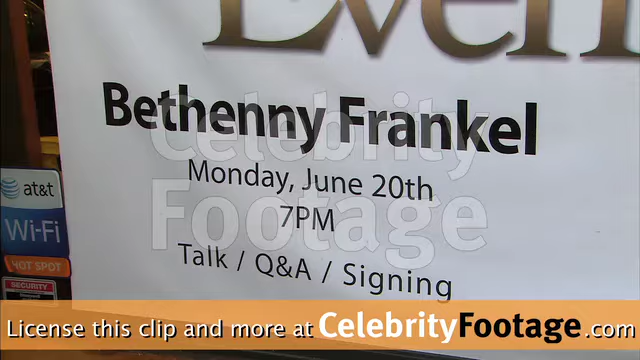 Even
Bethenny Frankel
Monday, June 20th
7PM
Talk / Q&A / Signing
Celebrity
Footage
at&t
Wi-Fi
HOT SPOT
SECURITY
License this clip and more at CelebrityFootage.com